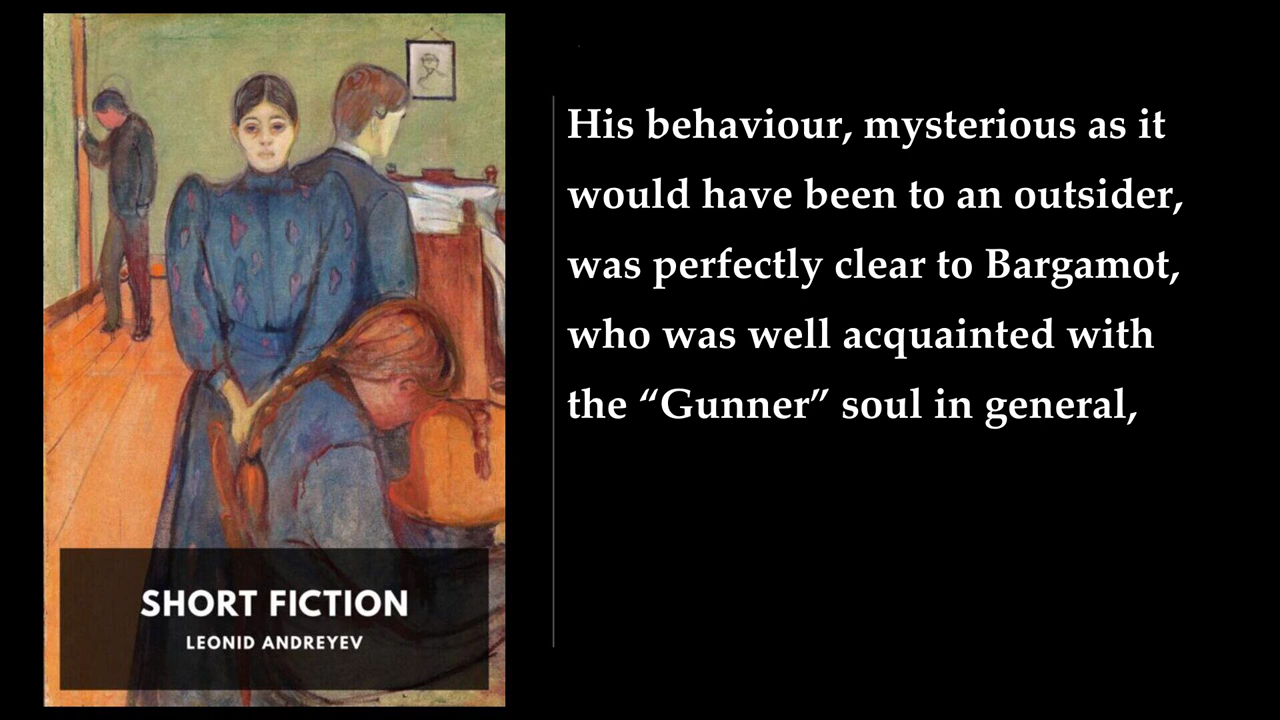 SHORT FICTION
LEONID ANDREYEV
His behaviour, mysterious as it
would have been to an outsider,
was perfectly clear to Bargamot,
who was well acquainted with
the “Gunner” soul in general,